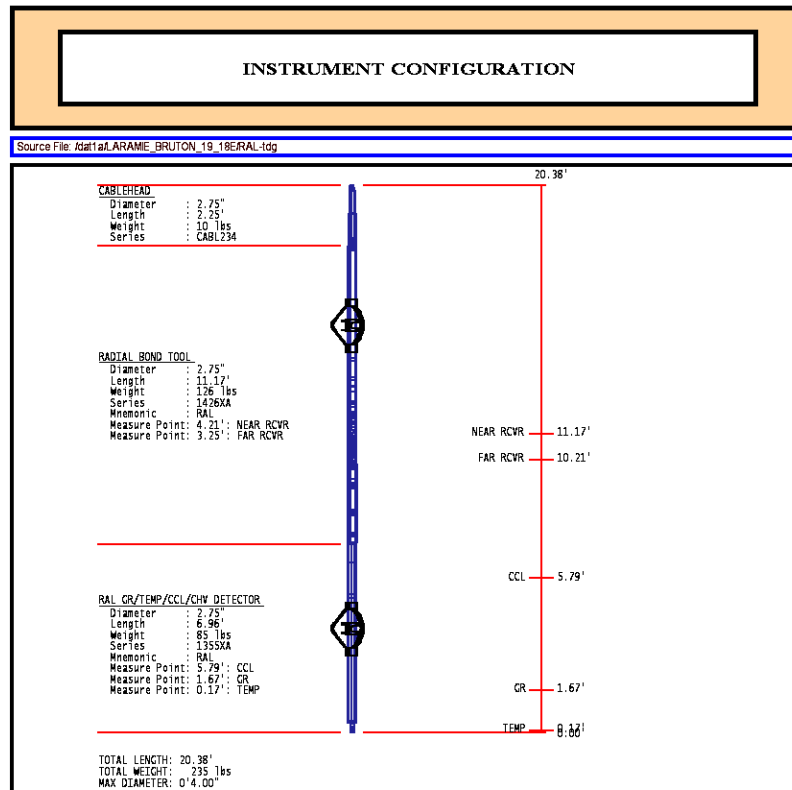 INSTRUMENT CONFIGURATION
Source File: /dat1a/LARAMIE_BRUTON_19_18E/RAL-tdg
20.38'
CABLEHEAD
Diameter : 2.75"
Length : 2.25'
Weight : 10 lbs
Series : CABL234
RADIAL BOND TOOL
Diameter : 2.75"
Length : 11.17'
Weight : 126 lbs
Series : 1426XA
Mnemonic : RAL
Measure Point: 4.21': NEAR RCVR
Measure Point: 3.25': FAR RCVR
NEAR RCVR 11.17'
FAR RCVR 10.21'
CCL 5.79'
RAL GR/TEMP/CCL/CHV DETECTOR
Diameter : 2.75"
Length : 6.96'
Weight : 85 lbs
Series : 1355XA
Mnemonic : RAL
Measure Point: 5.79': CCL
Measure Point: 1.67': GR
Measure Point: 0.17': TEMP
GR 1.67'
TEMP 0.17'
0.00
TOTAL LENGTH: 20.38'
TOTAL WEIGHT: 235 lbs
MAX DIAMETER: 0'4.00"